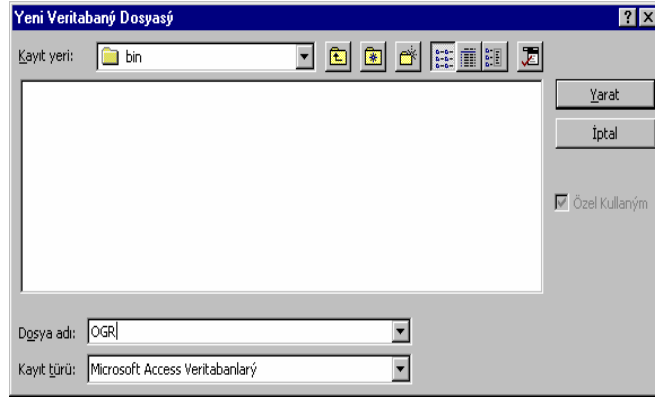 Yeni Veritabaný Dosyasý
Kayıt yeri: bin
Yarat
İptal
Özel Kullaným
Dosya adı: OGR
Kayıt türü: Microsoft Access Veritabanlarý